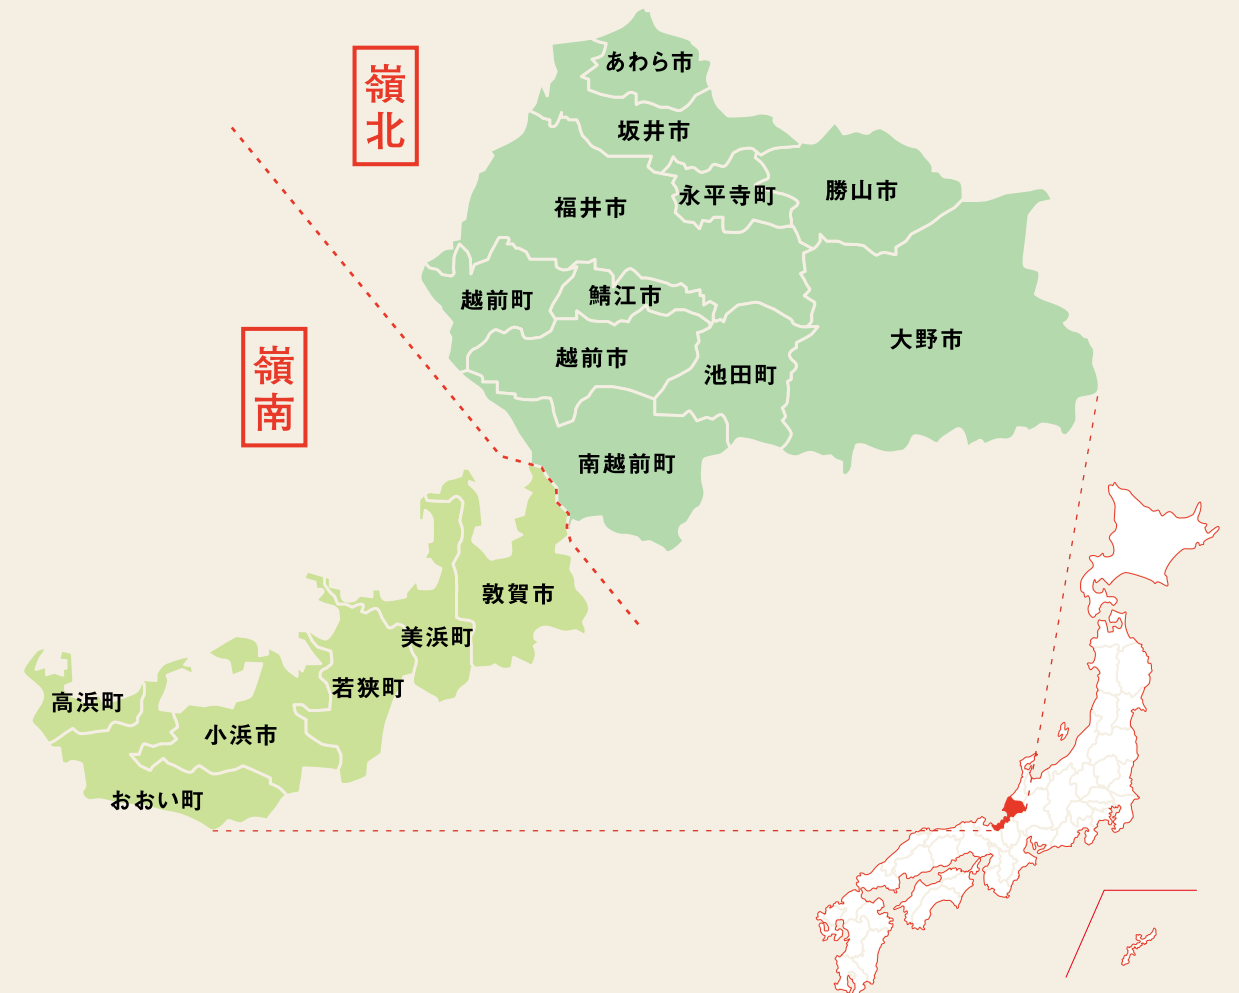 嶺北
嶺南
あわら市
坂井市
永平寺町
勝山市
福井市
越前町
鯖江市
大野市
越前市
池田町
南越前町
敦賀市
美浜町
若狭町
高浜町
小浜市
おおい町